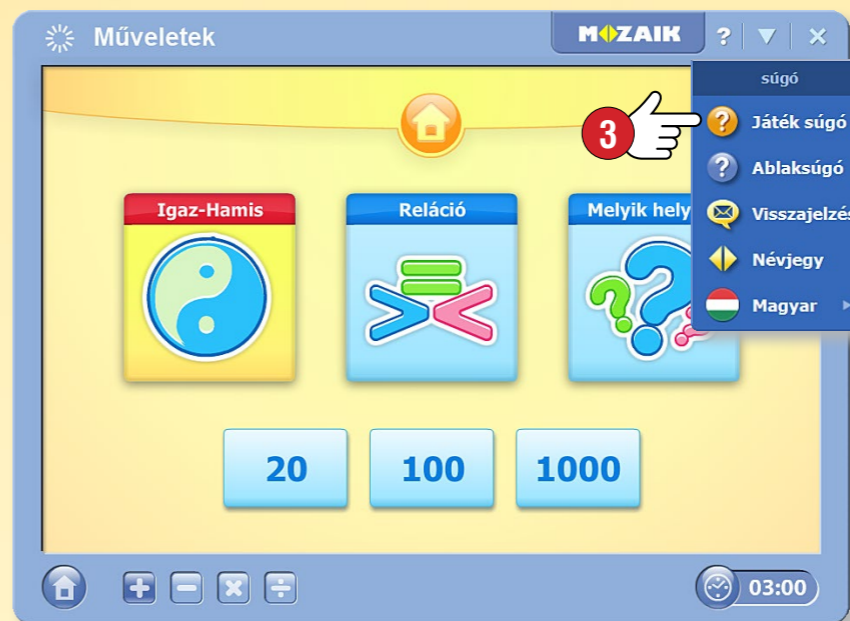 Műveletek
MOZAIK
?
súgó
3
Játék súgó
Ablaksúgó
Visszajelzés
Névjegy
Magyar
Igaz-Hamis
Reláció
Melyik hely
20
100
1000
03:00